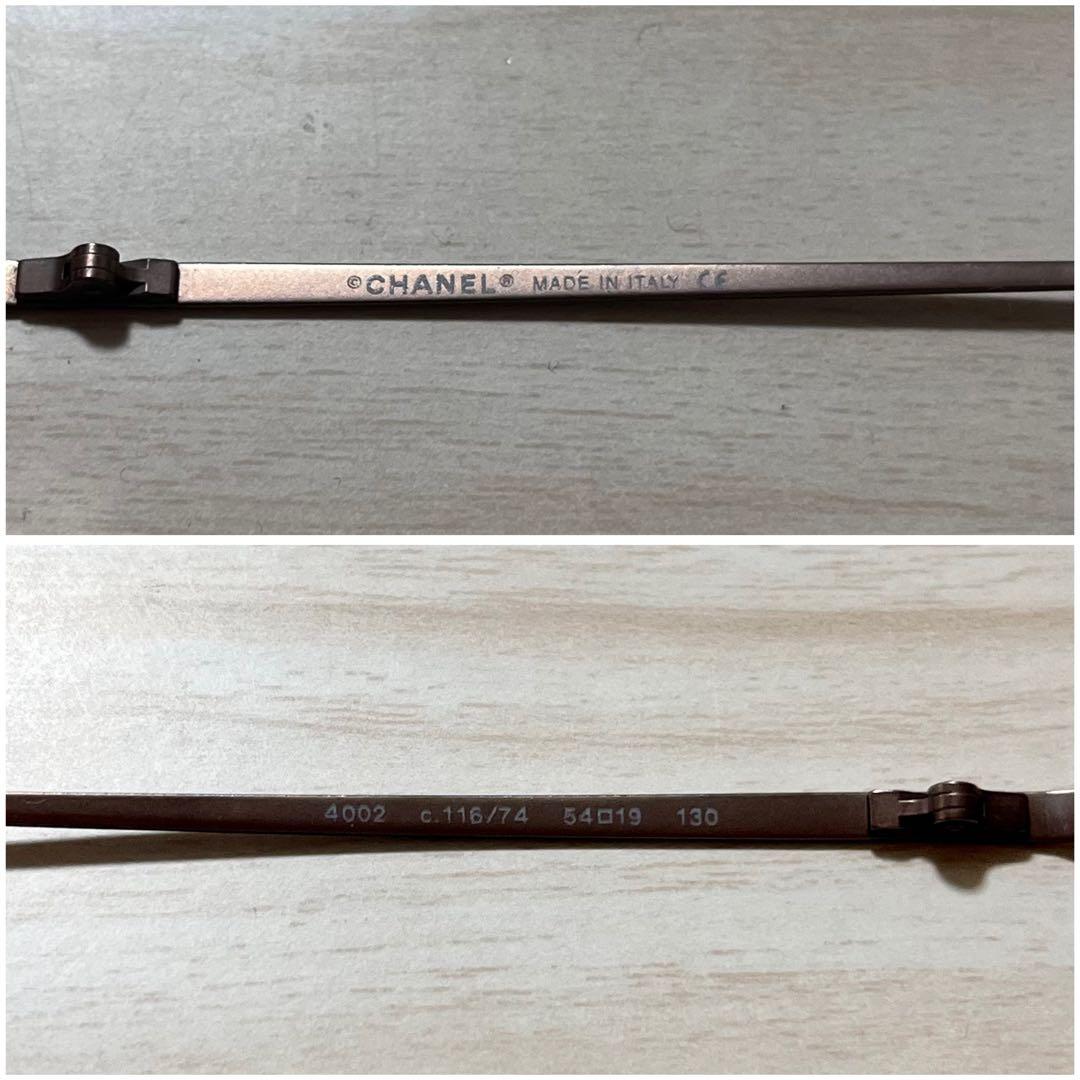 ©CHANEL® MADE IN ITALY CE
4002 c.116/74 54□19 130